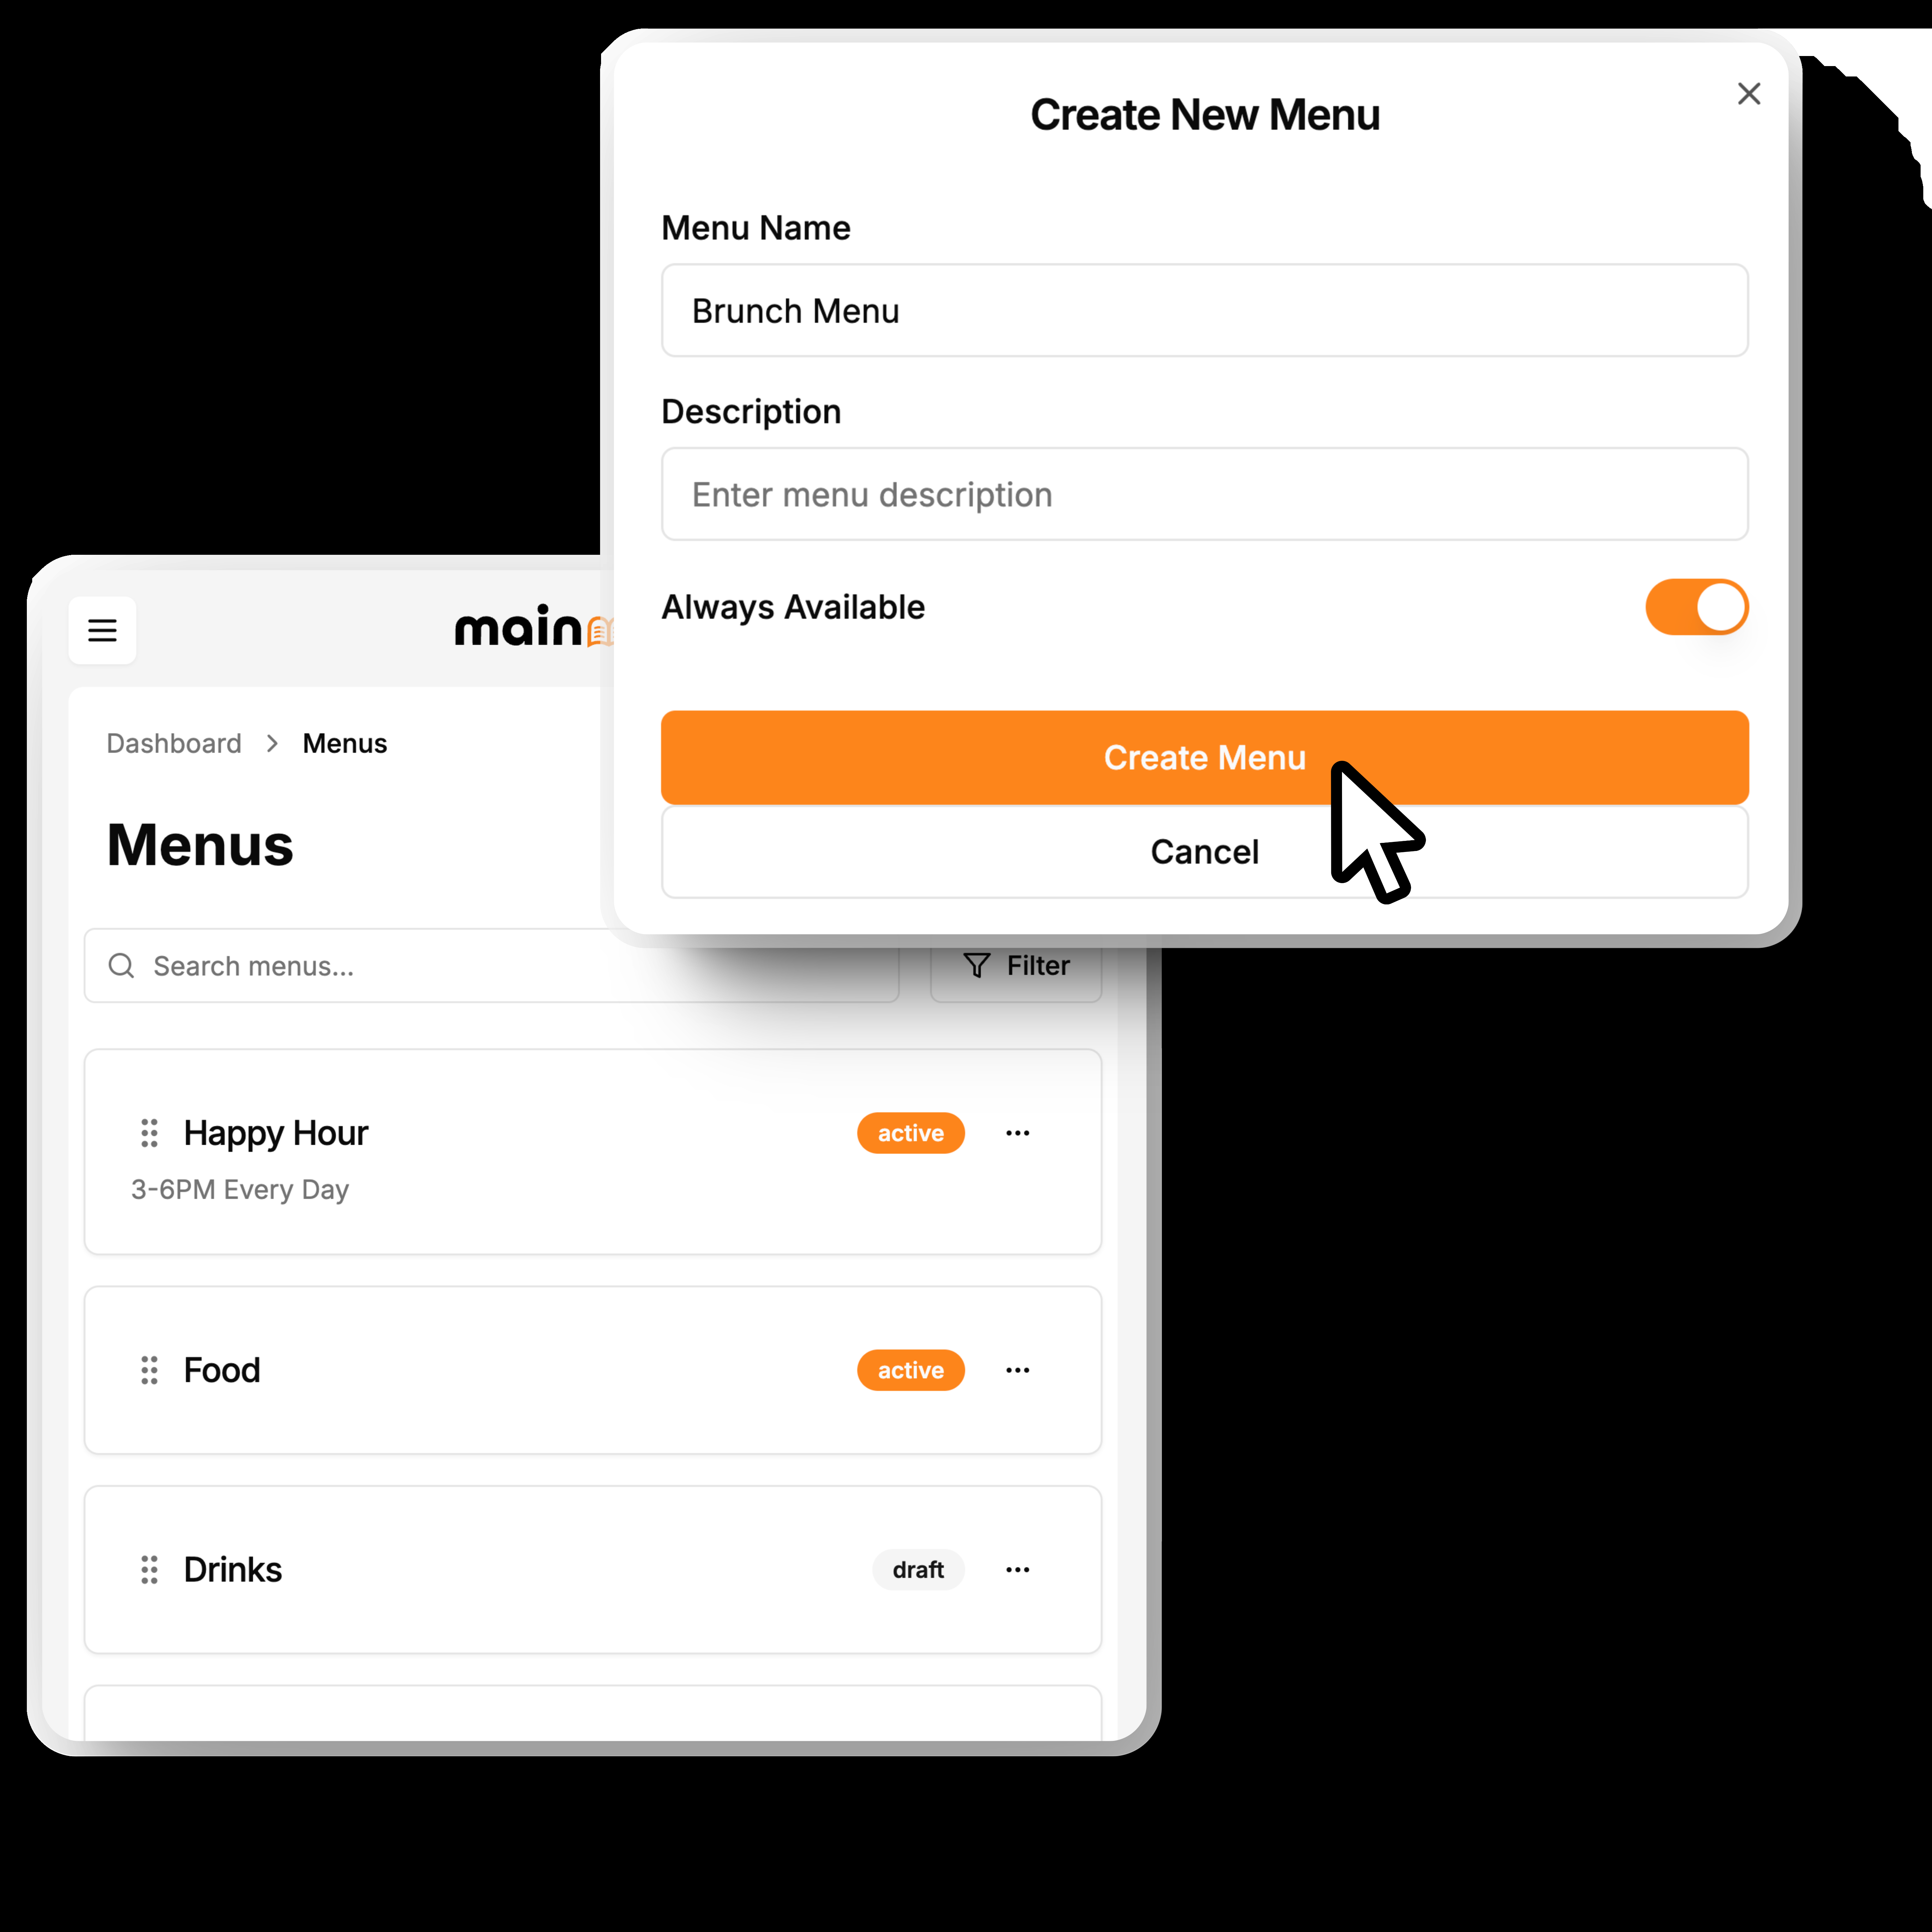 Create New Menu
Menu Name
Brunch Menu
Description
Enter menu description
Always Available
Create Menu
Cancel
main
Dashboard > Menus
Menus
Search menus...
Filter
Happy Hour
active
3-6PM Every Day
Food
active
Drinks
draft